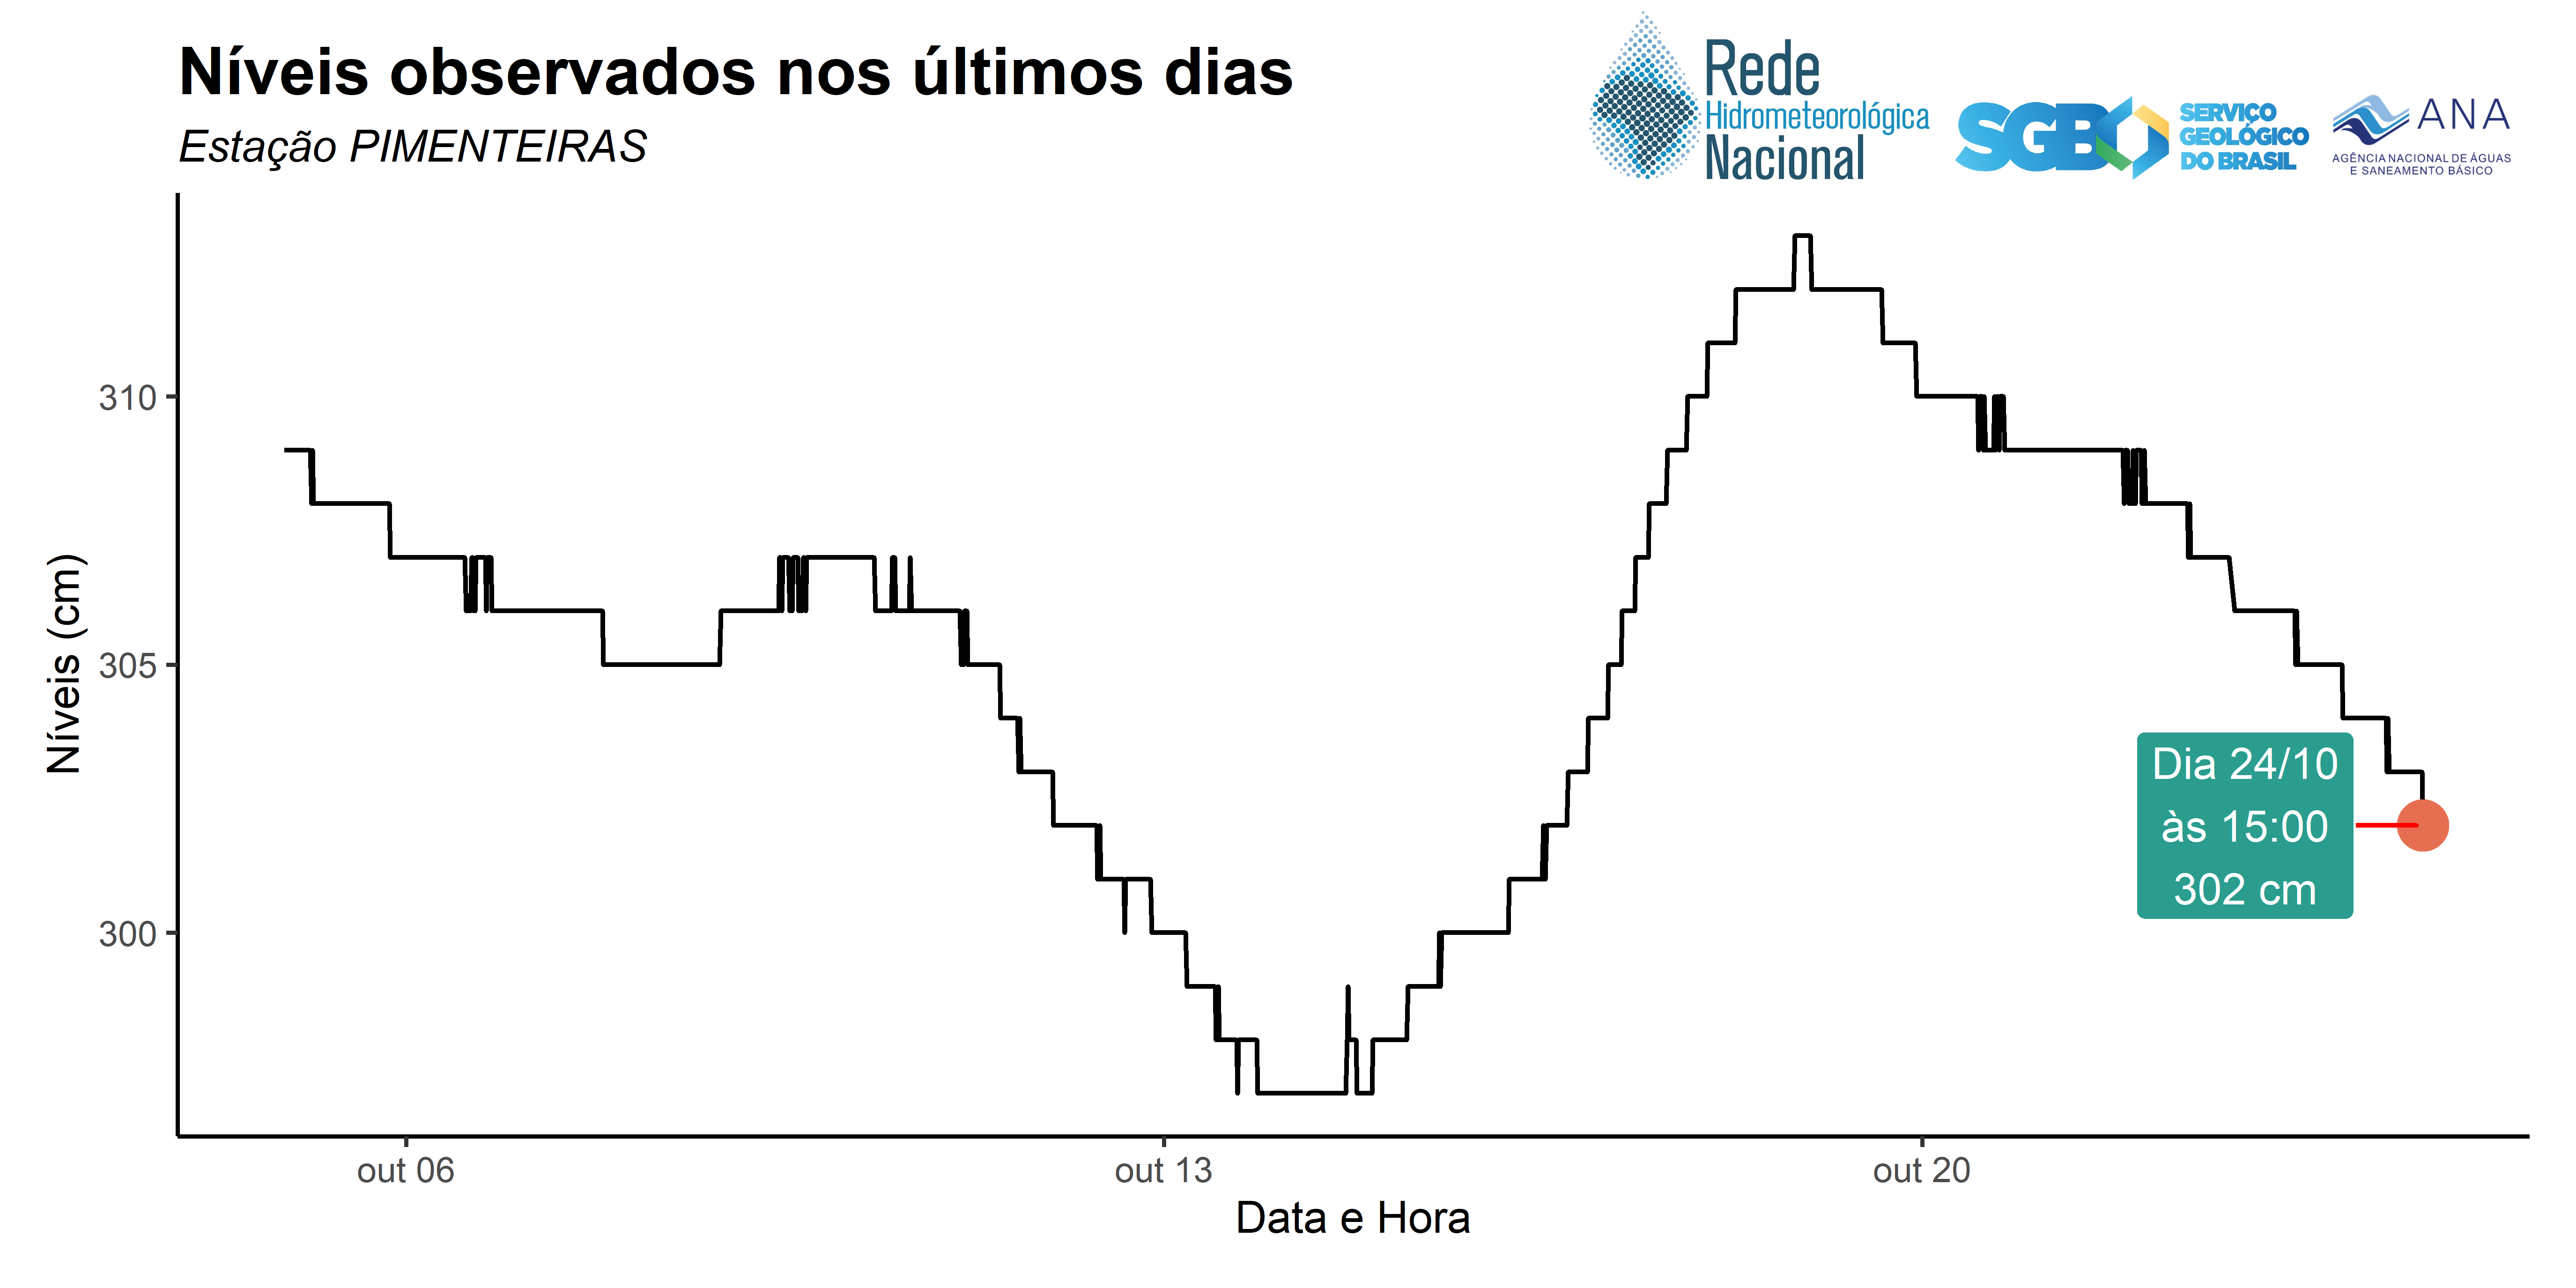 Níveis observados nos últimos dias
Estação PIMENTEIRAS
Rede
Hidrometeorológica
Nacional
SGB
SERVIÇO
GEOLÓGICO
DO BRASIL
ANA
AGÊNCIA NACIONAL DE ÁGUAS
E SANEAMENTO BÁSICO
Níveis (cm)
310
305
300
Dia 24/10
às 15:00
302 cm
out 06
out 13
out 20
Data e Hora